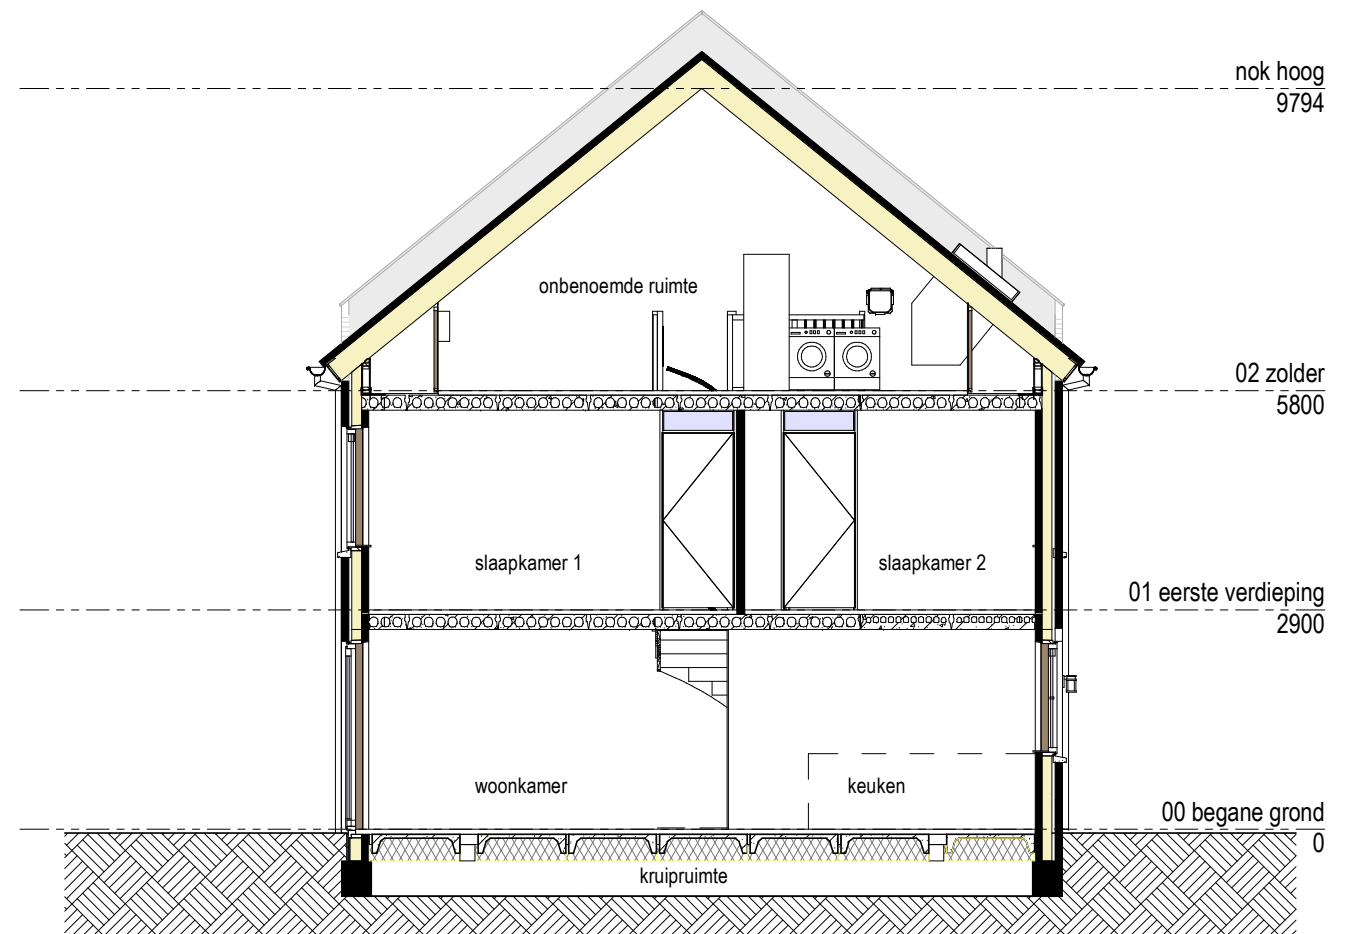 nok hoog
9794
onbenoemde ruimte
02 zolder
5800
slaapkamer 1
slaapkamer 2
01 eerste verdieping
2900
woonkamer
keuken
00 begane grond
0
kruipruimte